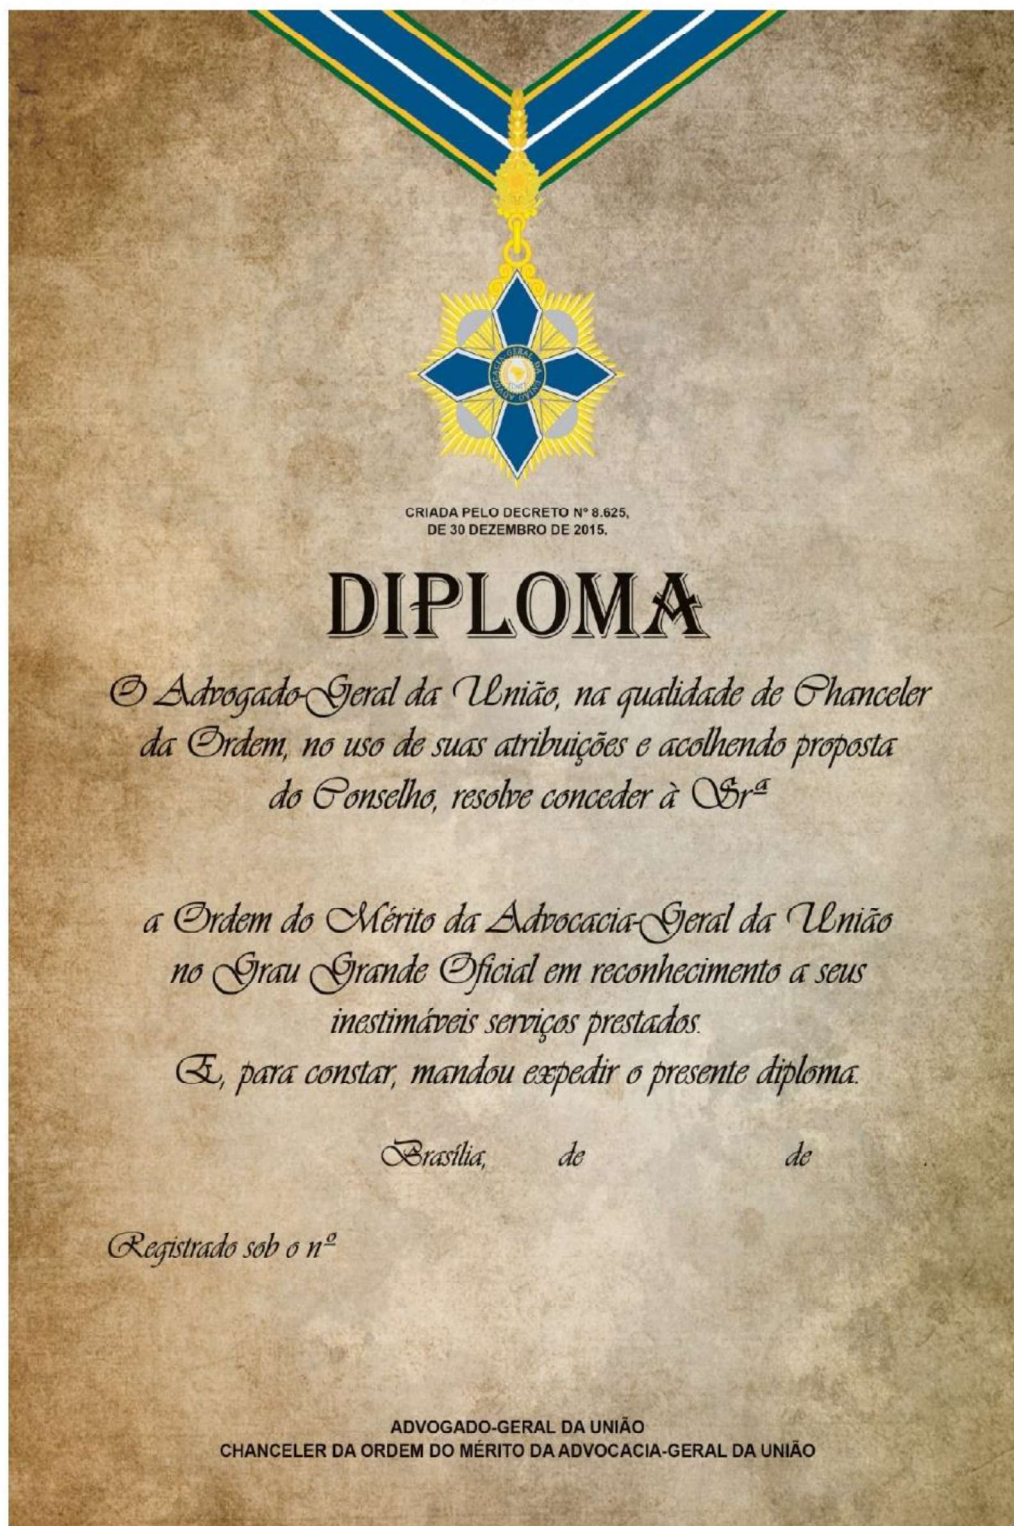 ADVOCACIA-GERAL DA UNIÃO
CRIADA PELO DECRETO Nº 8.625,
DE 30 DEZEMBRO DE 2015.
DIPLOMA
O Advogado-Geral da União, na qualidade de Chanceler
da Ordem, no uso de suas atribuições e acolhendo proposta
do Conselho, resolve conceder à Srª
a Ordem do Mérito da Advocacia-Geral da União
no Grau Grande Oficial em reconhecimento a seus
inestimáveis serviços prestados.
E, para constar, mandou expedir o presente diploma.
Brasília, de de .
Registrado sob o nº
ADVOGADO-GERAL DA UNIÃO
CHANCELER DA ORDEM DO MÉRITO DA ADVOCACIA-GERAL DA UNIÃO